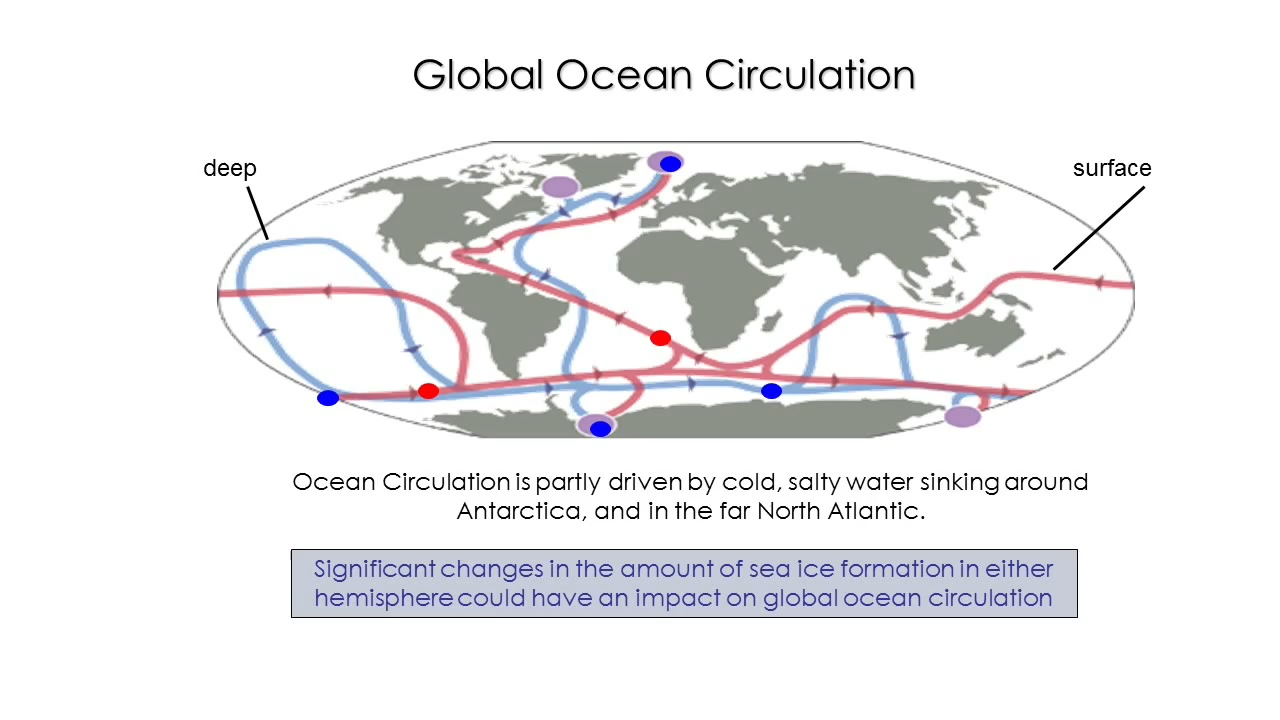 Global Ocean Circulation
deep
surface
Ocean Circulation is partly driven by cold, salty water sinking around
Antarctica, and in the far North Atlantic.
Significant changes in the amount of sea ice formation in either
hemisphere could have an impact on global ocean circulation